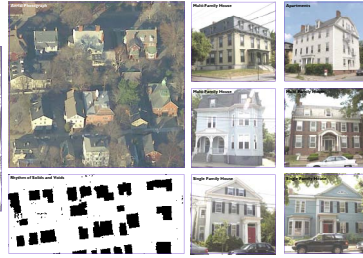 Aerial Photograph
Multi-Family House
Apartments
Multi-Family House
Multi-Family House
Rhythm of Solids and Voids
Single Family House
Single Family House